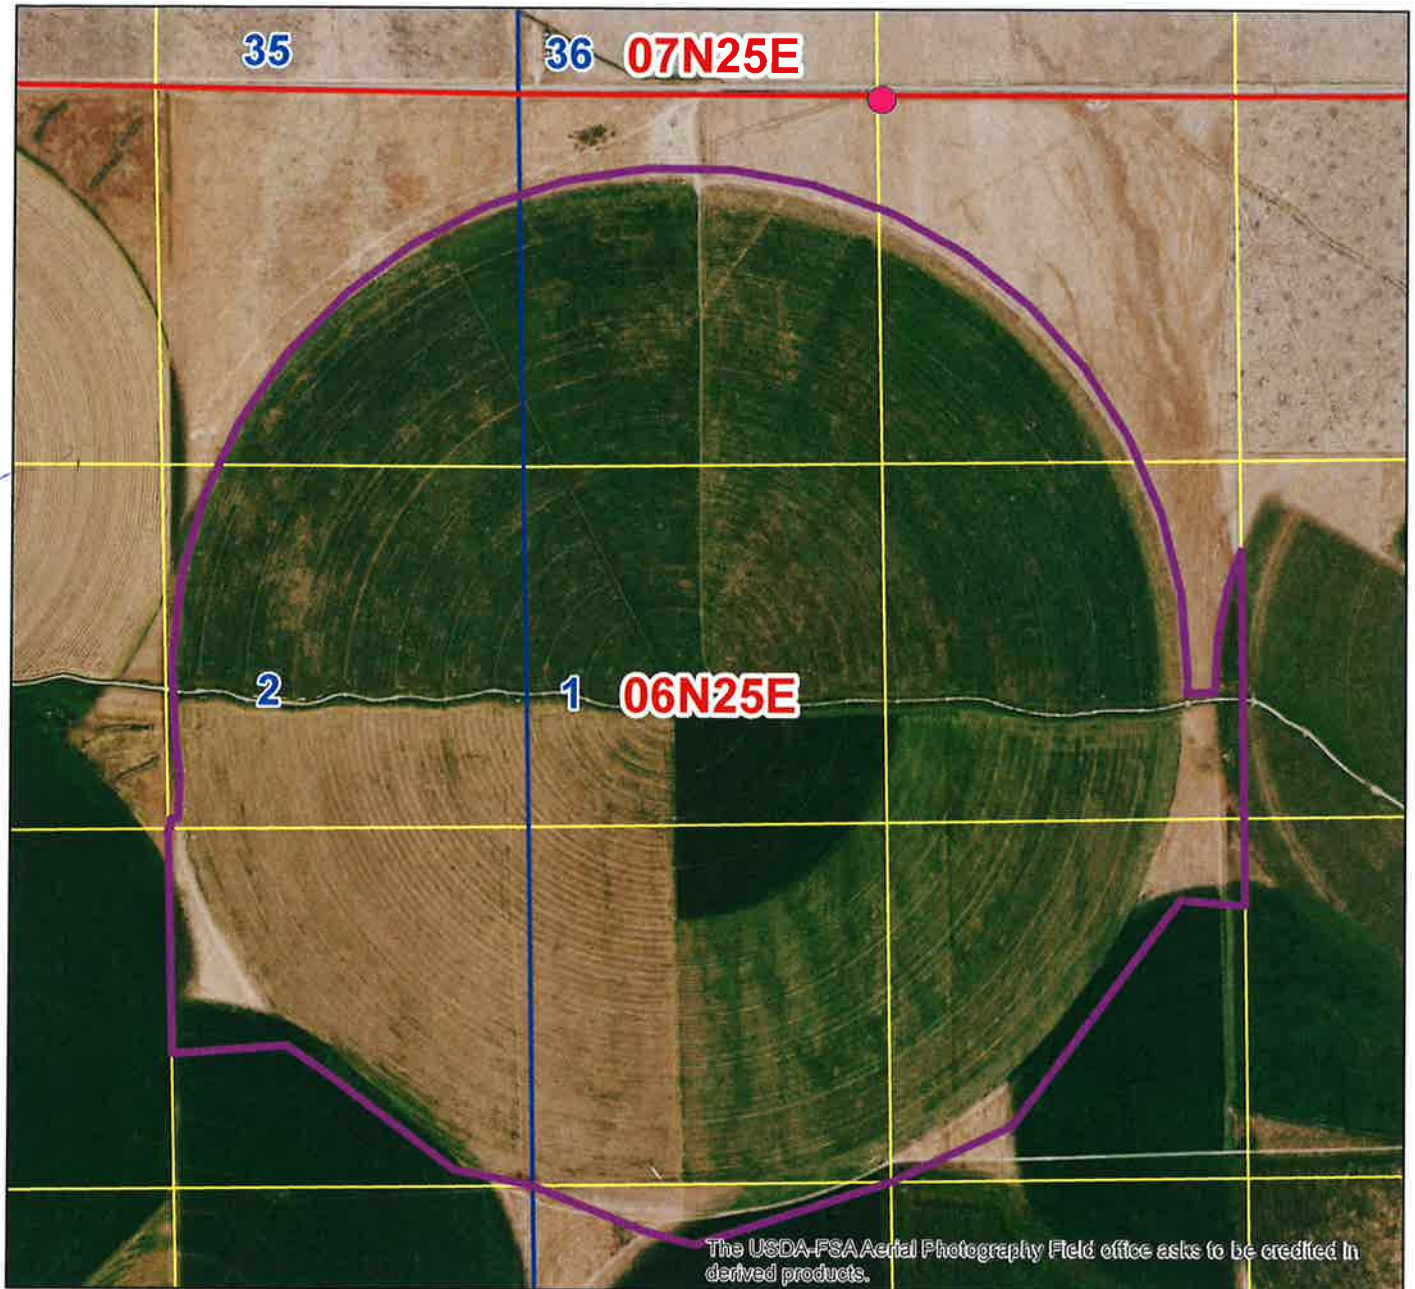 35
36 07N25E
2
1 06N25E
The USDA-FSA Aerial Photography Field office asks to be credited in
derived products.